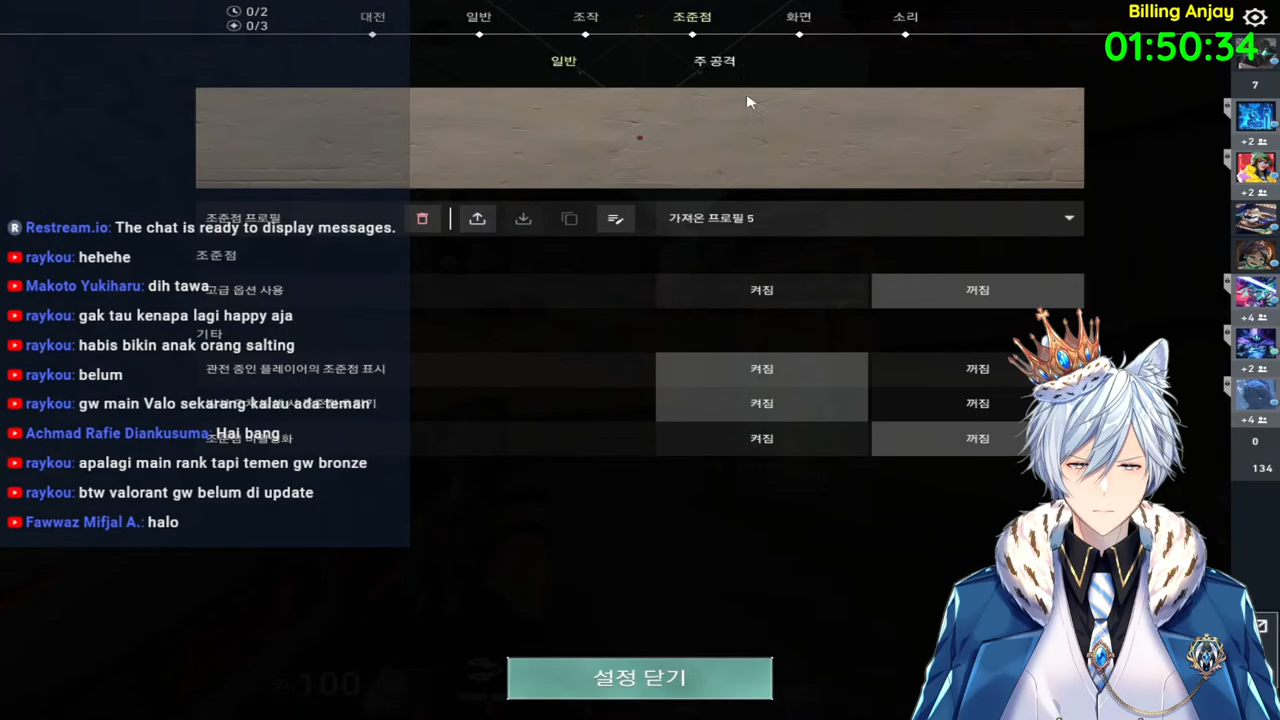 0/2
0/3
대전
일반
조작
조준점
화면
소리
Billing Anjay
01:50:34
일반
주 공격
7
+2
+2
조준점 프로필
가져온 프로필 5
Restream.io: The chat is ready to display messages.
조준점
raykou: hehehe
Makoto Yukiharu: dih tawa
고급 옵션 사용
켜짐
꺼짐
raykou: gak tau kenapa lagi happy aja
+4
기타
raykou: habis bikin anak orang salting
관전 중인 플레이어의 조준점 표시
켜짐
꺼짐
+2
raykou: belum
raykou: gw main Valo sekarang kalau nada teman
켜짐
꺼짐
+4
Achmad Rafie Diankusuma: Hai bang
켜짐
꺼짐
0
raykou: apalagi main rank tapi temen gw bronze
134
raykou: btw valorant gw belum di update
Fawwaz Mifjal A.: halo
설정 닫기
100